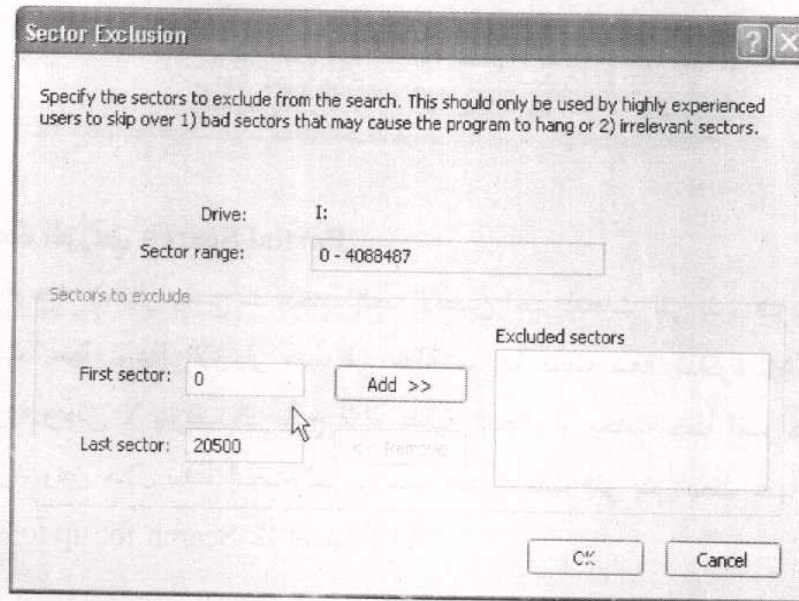 Sector Exclusion
Specify the sectors to exclude from the search. This should only be used by highly experienced
users to skip over 1) bad sectors that may cause the program to hang or 2) irrelevant sectors.
Drive: I:
Sector range: 0 - 4088487
Sectors to exclude
Excluded sectors
First sector: 0 Add >>
Last sector: 20500 << Remove
OK Cancel